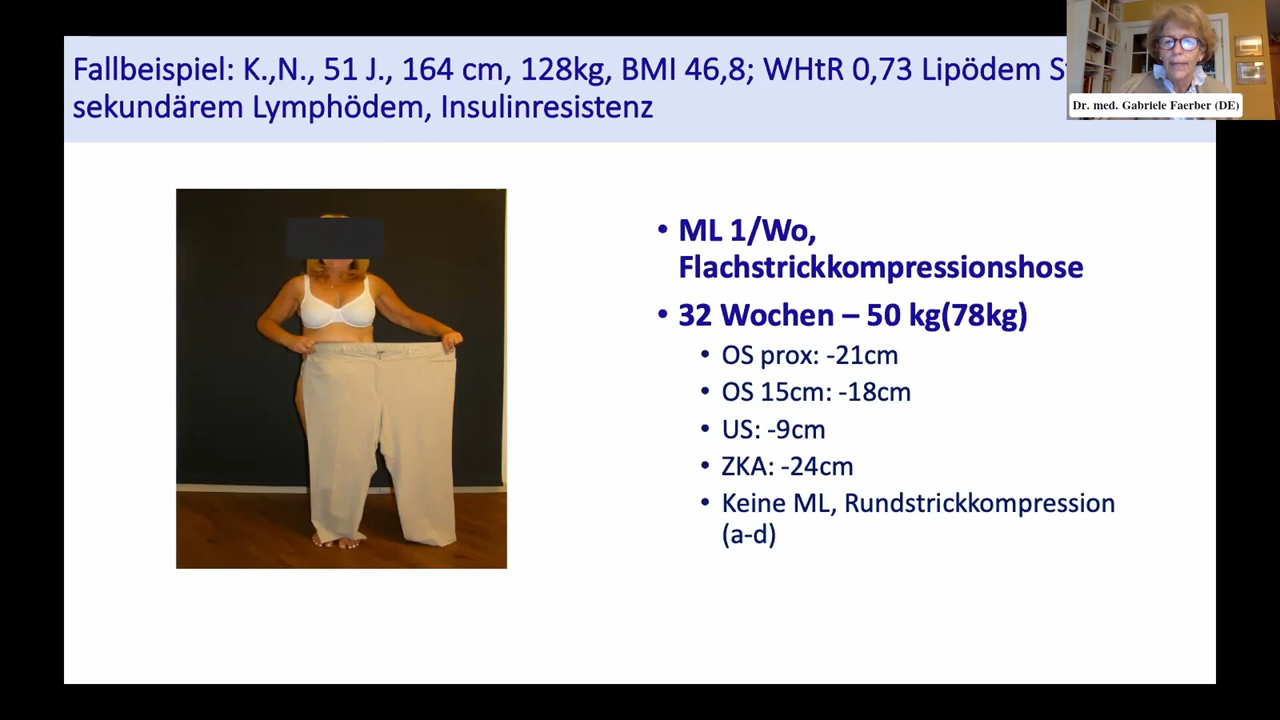 Fallbeispiel: K.,N., 51 J., 164 cm, 128kg, BMI 46,8; WHtR 0,73 Lipödem
sekundärem Lymphödem, Insulinresistenz
Dr. med. Gabriele Faerber (DE)
• ML 1/Wo,
Flachstrickkompressionshose
• 32 Wochen – 50 kg(78kg)
• OS prox: -21cm
• OS 15cm: -18cm
• US: -9cm
• ZKA: -24cm
• Keine ML, Rundstrickkompression
(a-d)